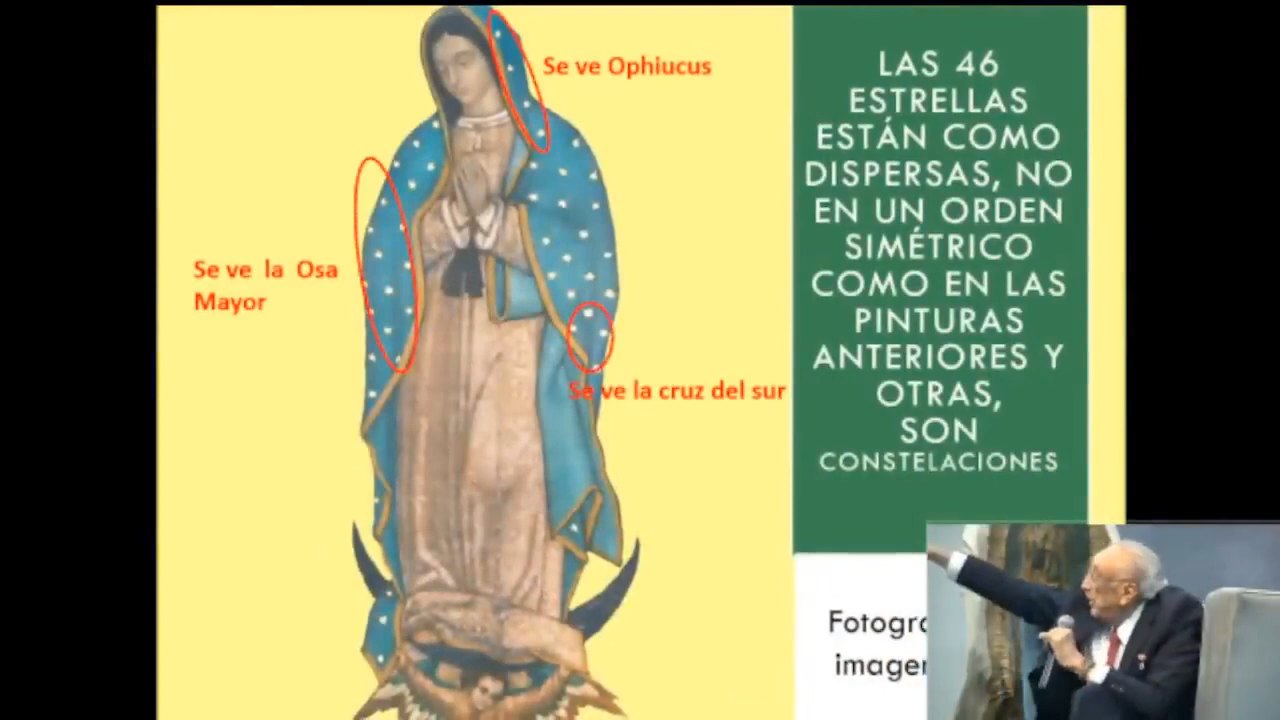 Se ve Ophiucus
Se ve la Osa
Mayor
Se ve la cruz del sur
LAS 46
ESTRELLAS
ESTÁN COMO
DISPERSAS, NO
EN UN ORDEN
SIMÉTRICO
COMO EN LAS
PINTURAS
ANTERIORES Y
OTRAS,
SON
CONSTELACIONES